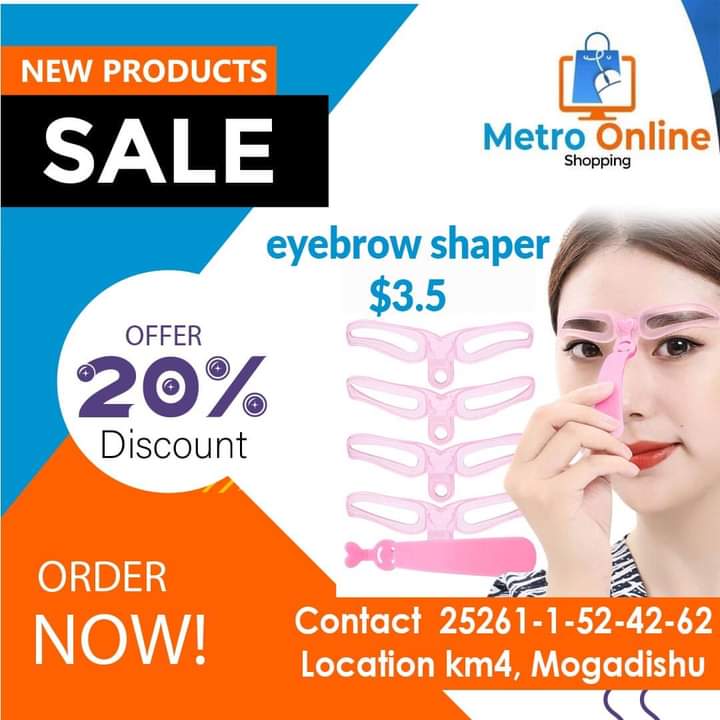 NEW PRODUCTS
SALE
Metro Online
Shopping
eyebrow shaper
$3.5
OFFER
20%
Discount
ORDER
NOW!
Contact 25261-1-52-42-62
Location km4, Mogadishu